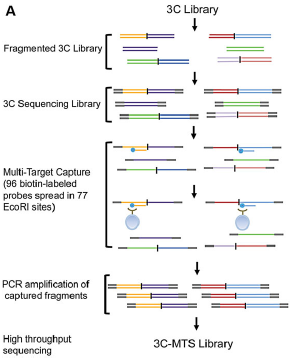 A
3C Library
Fragmented 3C Library
3C Sequencing Library
Multi-Target Capture
(96 biotin-labeled
probes spread in 77
EcoRI sites)
PCR amplification of
captured fragments
High throughput
sequencing
3C-MTS Library